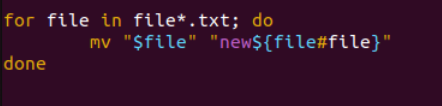 for file in file*.txt; do
        mv "$file" "new${file#file}"
done